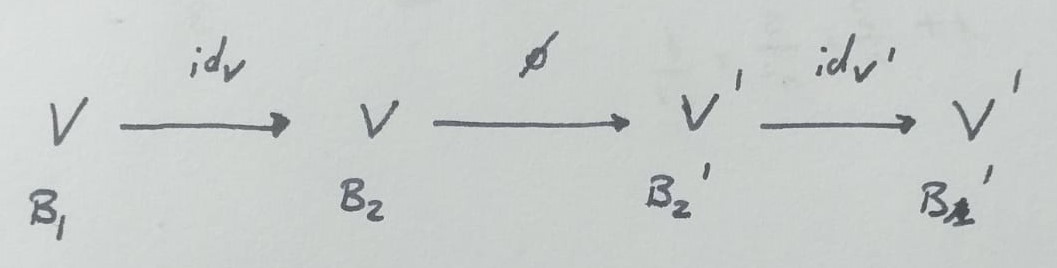 id_V ϕ id_V'
V → V → V' → V'
B_1 B_2 B_2' B_1'